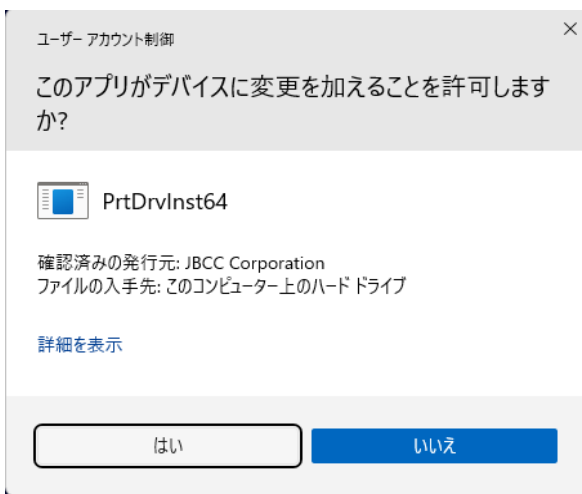 ユーザー アカウント制御
このアプリがデバイスに変更を加えることを許可します
か?
PrtDrvInst64
確認済みの発行元: JBCC Corporation
ファイルの入手先: このコンピューター上のハード ドライブ
詳細を表示
はい
いいえ